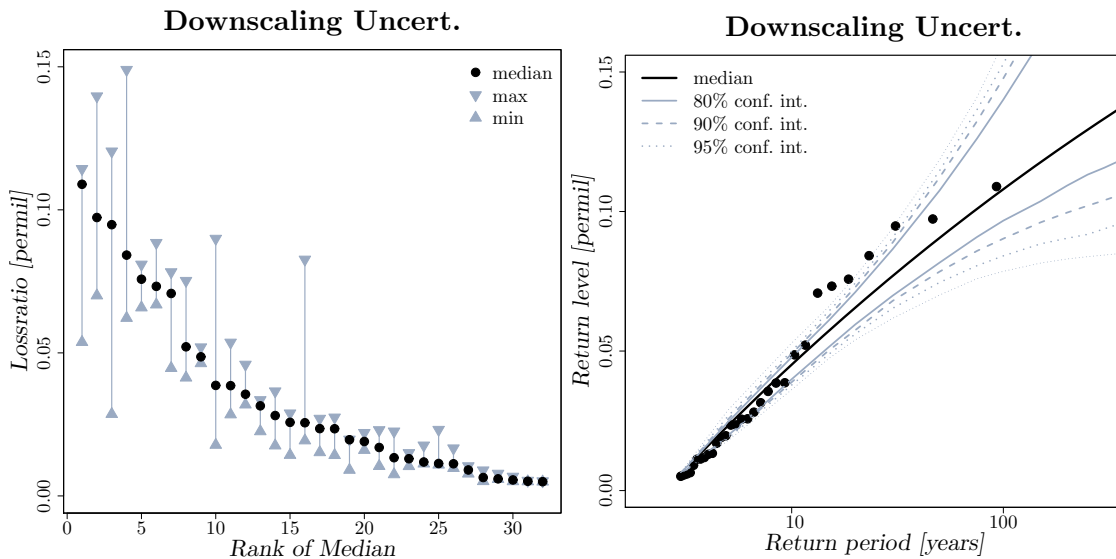 Downscaling Uncert.
0.15
0.10
0.05
0.00
Lossratio [permil]
median
max
min
0
5
10
15
20
25
30
Rank of Median
Downscaling Uncert.
0.15
0.10
0.05
0.00
Return level [permil]
median
80% conf. int.
90% conf. int.
95% conf. int.
10
100
Return period [years]